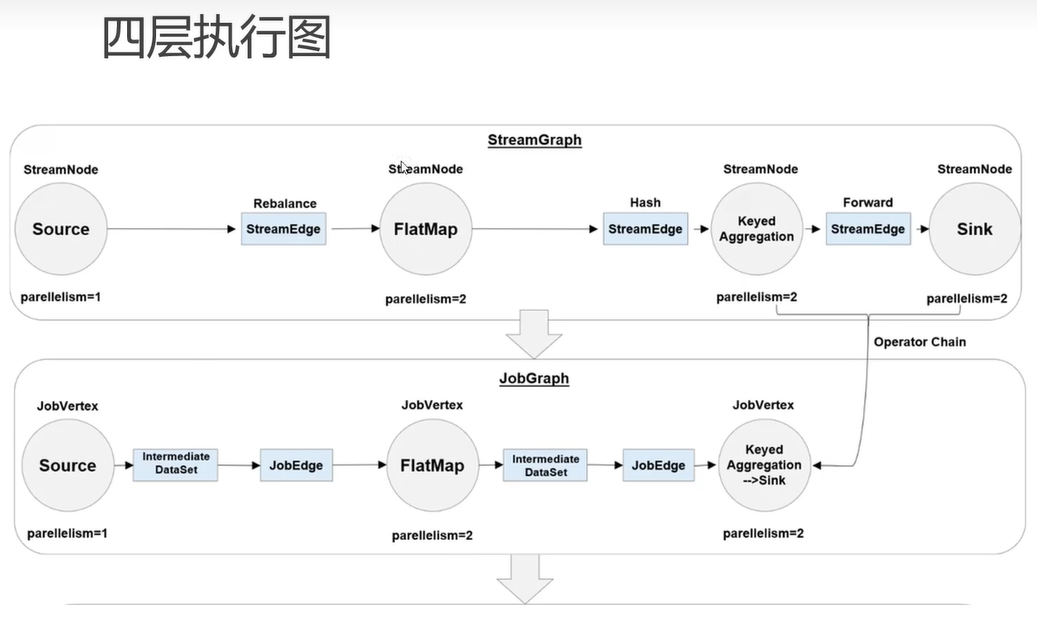 四层执行图
StreamGraph
StreamNode
StreamNode
StreamNode
StreamNode
Rebalance
Hash
Forward
Source
StreamEdge
FlatMap
StreamEdge
Keyed
Aggregation
StreamEdge
Sink
parellelism=1
parellelism=2
parellelism=2
parellelism=2
Operator Chain
JobGraph
JobVertex
JobVertex
JobVertex
Source
Intermediate
DataSet
JobEdge
FlatMap
Intermediate
DataSet
JobEdge
Keyed
Aggregation
-->Sink
parellelism=1
parellelism=2
parellelism=2